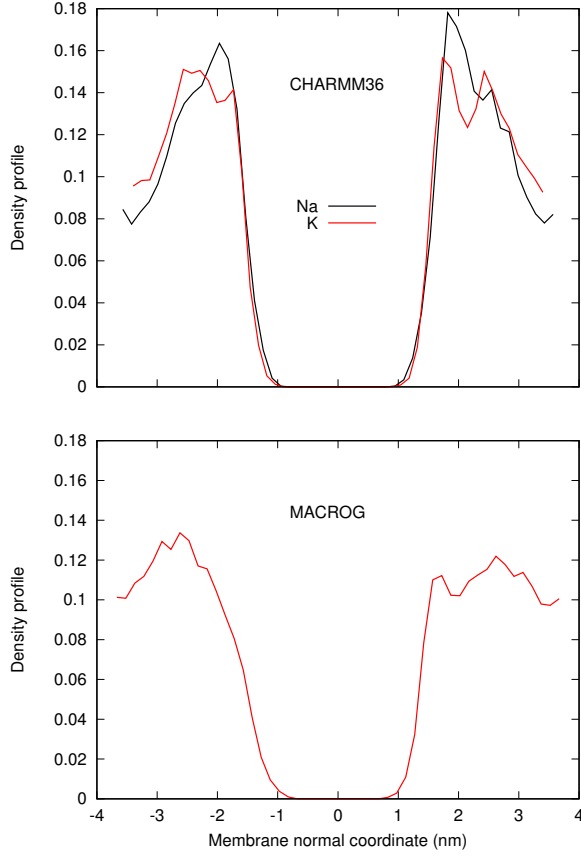 0.18
0.16
0.14
0.12
0.1
0.08
0.06
0.04
0.02
0
Density profile
CHARMM36
Na
K
0.18
0.16
0.14
0.12
0.1
0.08
0.06
0.04
0.02
0
Density profile
MACROG
-4 -3 -2 -1 0 1 2 3 4
Membrane normal coordinate (nm)